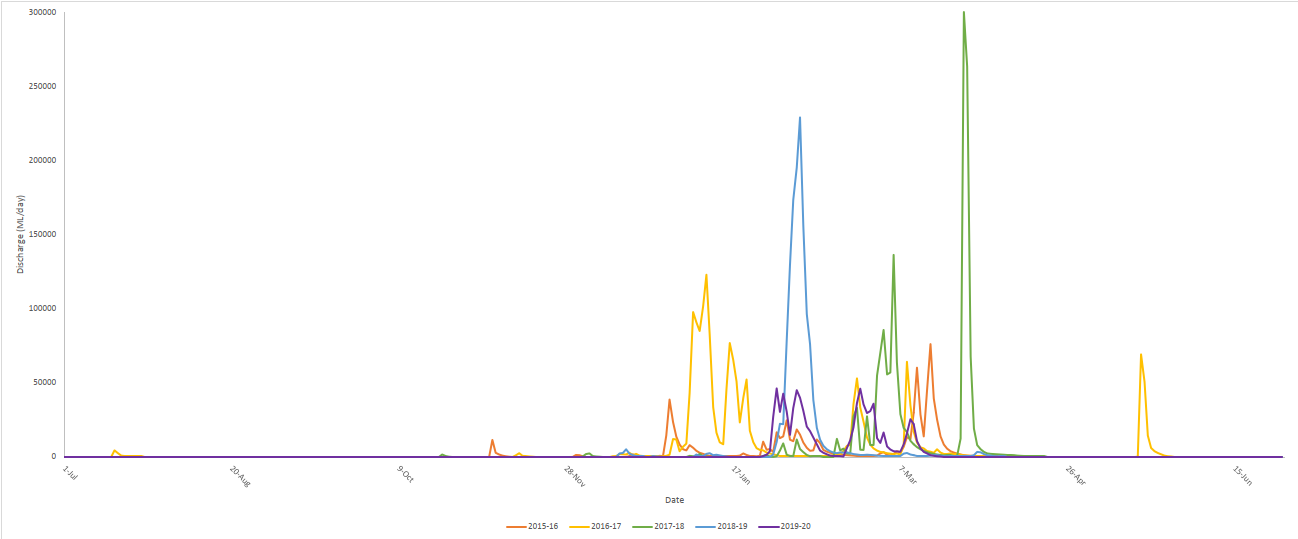 300000
250000
200000
150000
100000
50000
0
Discharge (ML/day)
1-Jul
20-Aug
9-Oct
28-Nov
17-Jan
7-Mar
26-Apr
15-Jun
Date
2015-16 2016-17 2017-18 2018-19 2019-20